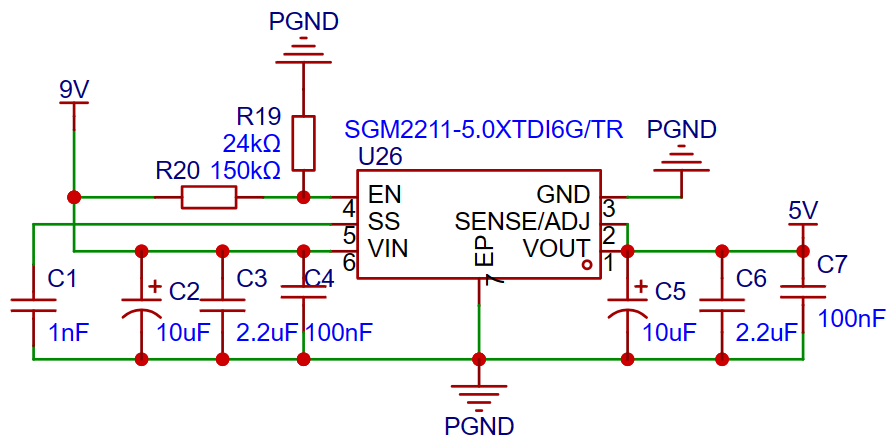 PGND
9V
R19
24kΩ
SGM2211-5.0XTDI6G/TR
PGND
R20
150kΩ
U26
EN
GND
4
3
SS
SENSE/ADJ
5V
5
2
VIN
EP
VOUT
6
7
1
C1
+
C2
C3
C4
+
C5
C6
C7
1nF
10uF
2.2uF
100nF
10uF
2.2uF
100nF
PGND